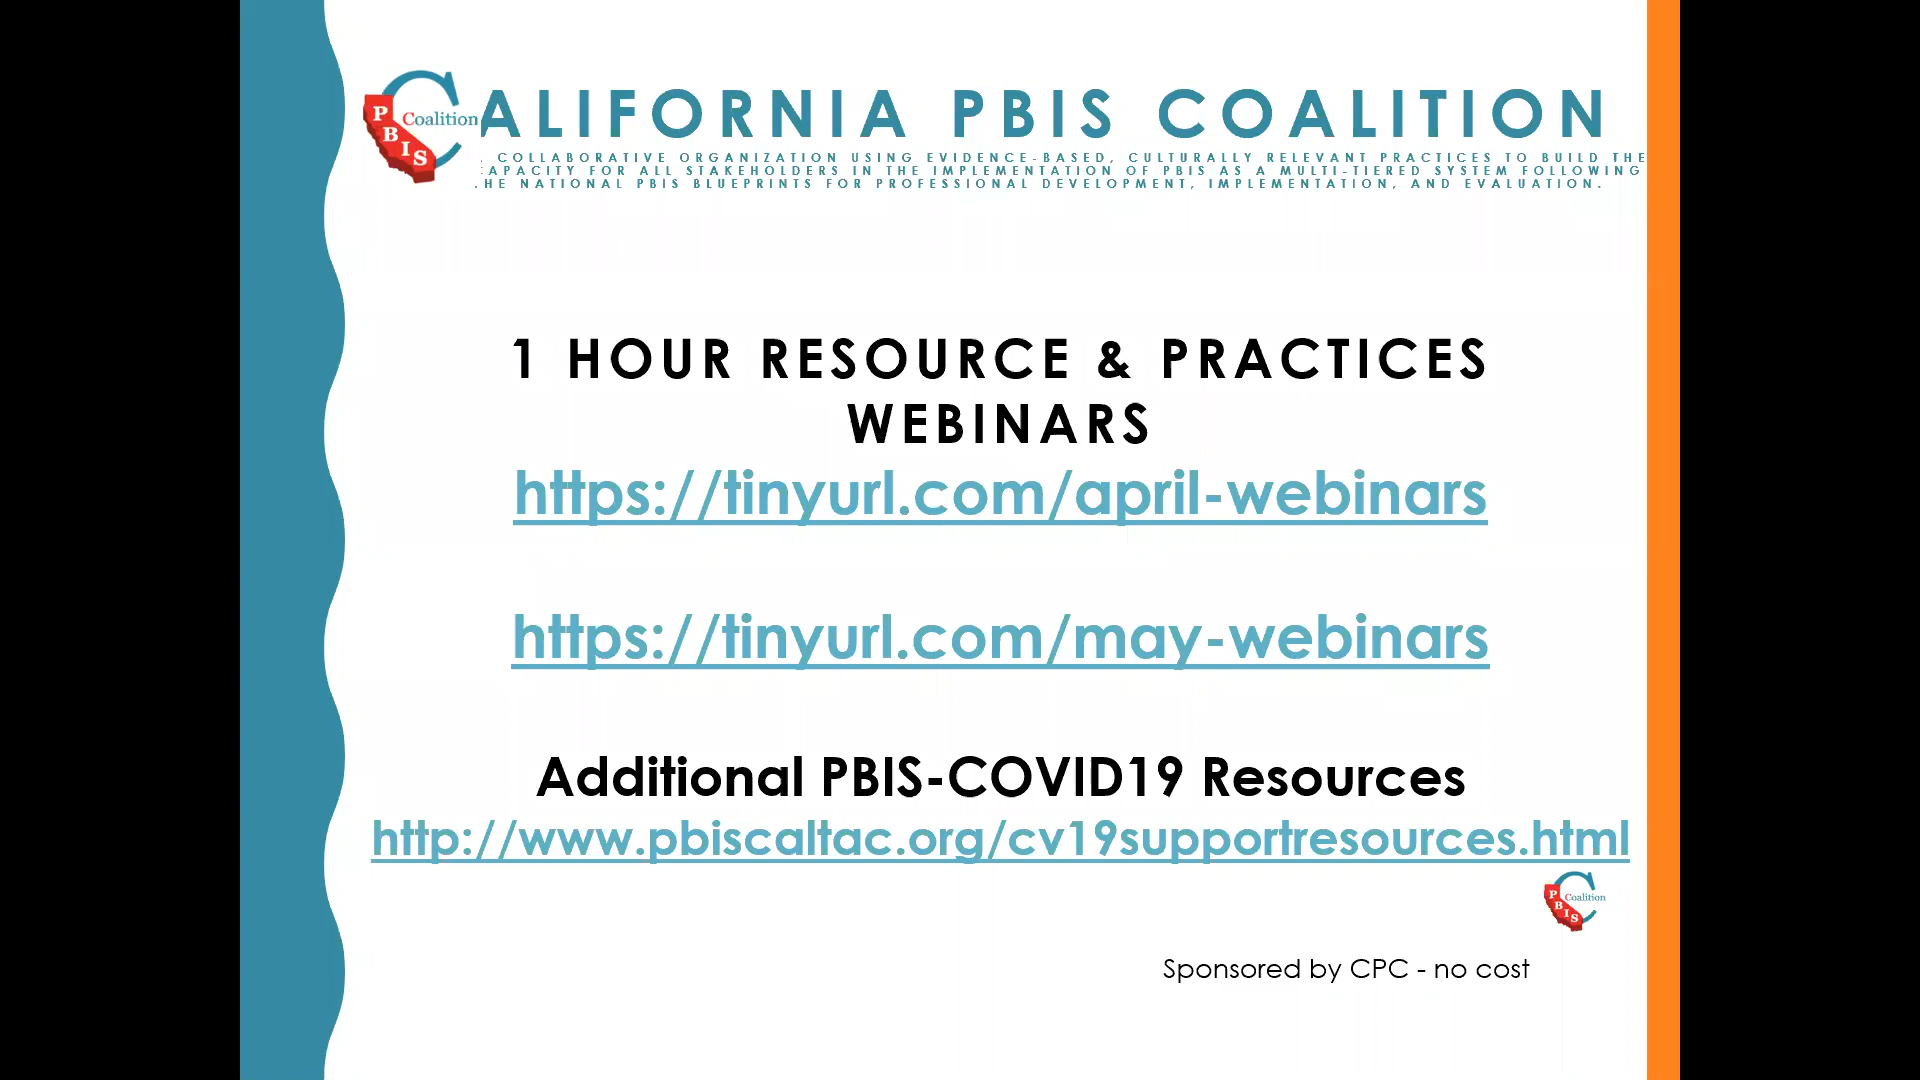 P B I S Coalition
ALIFORNIA PBIS COALITION
COLLABORATIVE ORGANIZATION USING EVIDENCE-BASED, CULTURALLY RELEVANT PRACTICES TO BUILD THE
APACITY FOR ALL STAKEHOLDERS IN THE IMPLEMENTATION OF PBIS AS A MULTI-TIERED SYSTEM FOLLOWING
HE NATIONAL PBIS BLUEPRINTS FOR PROFESSIONAL DEVELOPMENT, IMPLEMENTATION, AND EVALUATION.
1 HOUR RESOURCE & PRACTICES
WEBINARS
https://tinyurl.com/april-webinars
https://tinyurl.com/may-webinars
Additional PBIS-COVID19 Resources
http://www.pbiscaltac.org/cv19supportresources.html
P B I S Coalition
Sponsored by CPC - no cost